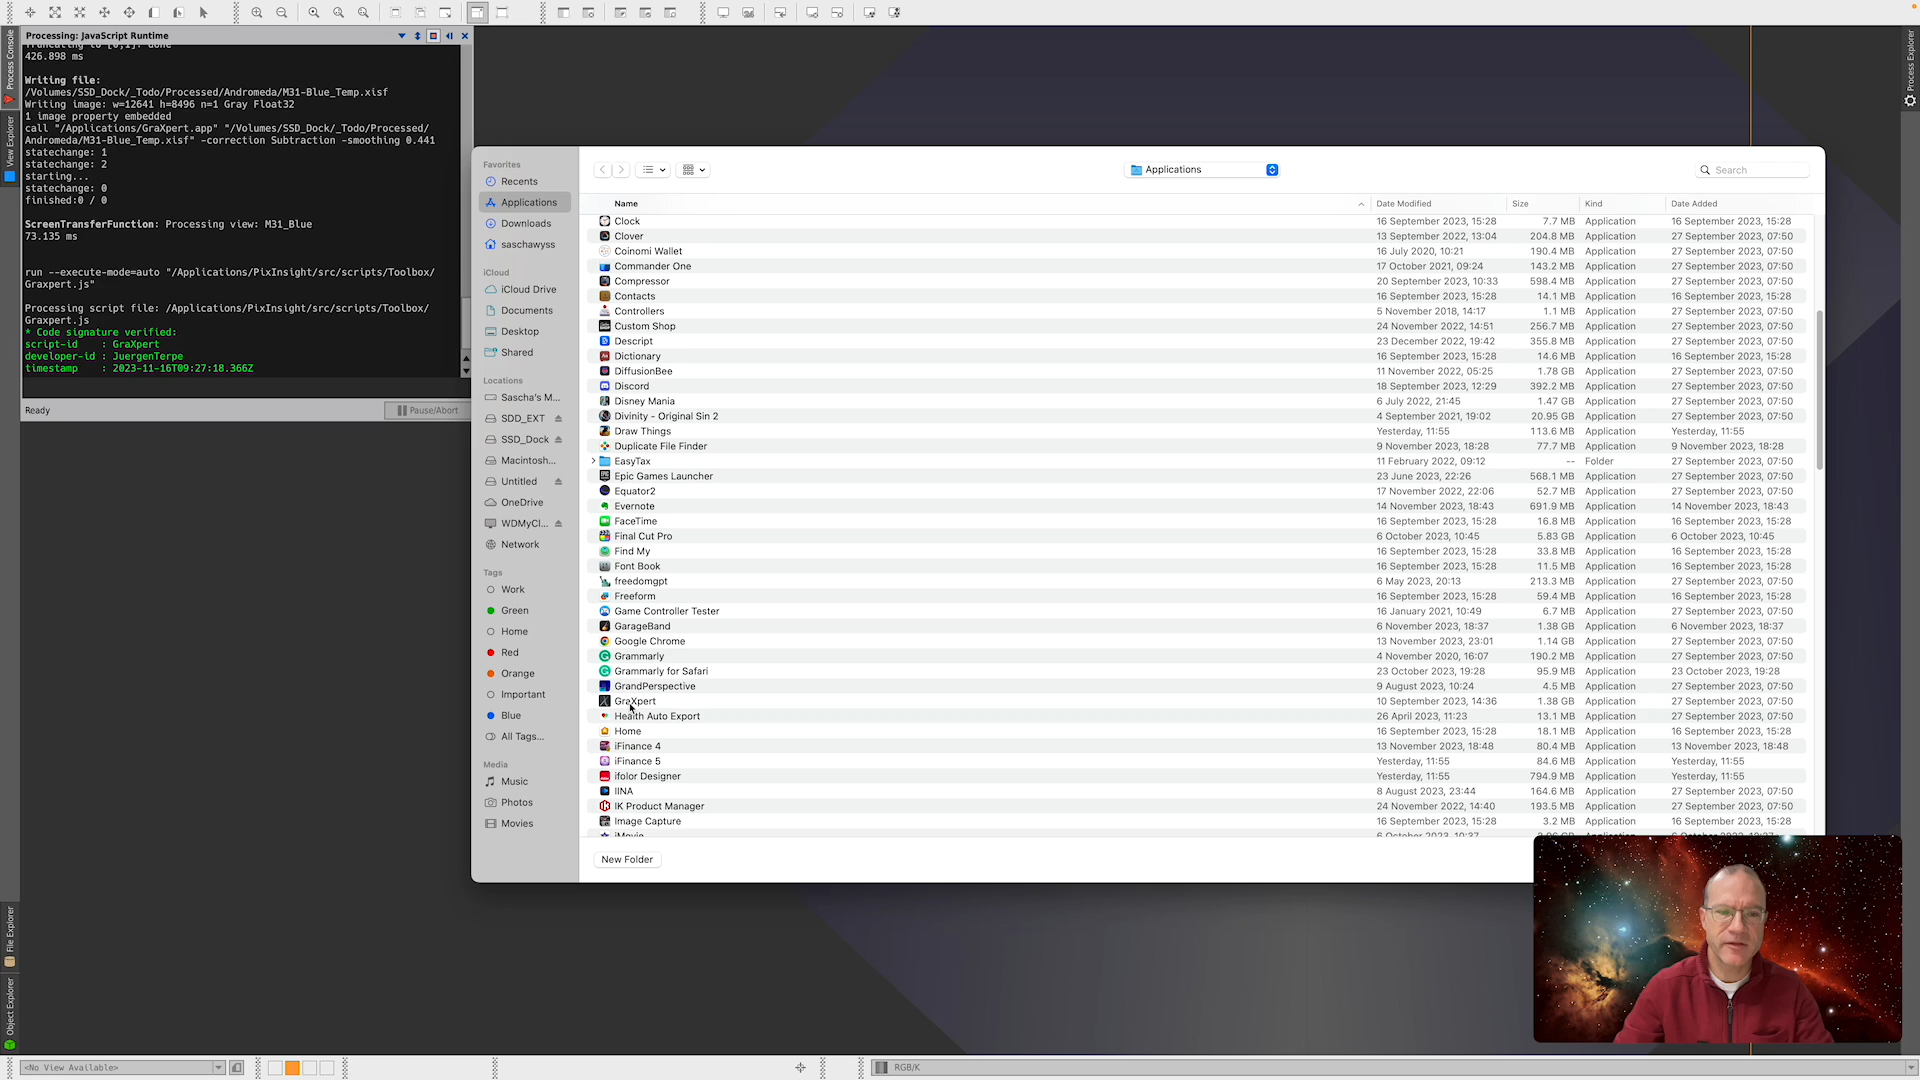 Process Console
View Explorer
File Explorer
Object Explorer
Process Explorer
Processing: JavaScript Runtime
Truncating to [0,1]: done
426.898 ms
Writing file:
/Volumes/SSD_Dock/_Todo/Processed/Andromeda/M31-Blue_Temp.xisf
Writing image: w=12641 h=8496 n=1 Gray Float32
1 image property embedded
call "/Applications/GraXpert.app" "/Volumes/SSD_Dock/_Todo/Processed/
Andromeda/M31-Blue_Temp.xisf" -correction Subtraction -smoothing 0.441
statechange: 1
statechange: 2
starting...
statechange: 0
finished:0 / 0
ScreenTransferFunction: Processing view: M31_Blue
73.135 ms
run --execute-mode=auto "/Applications/PixInsight/src/scripts/Toolbox/
Graxpert.js"
Processing script file: /Applications/PixInsight/src/scripts/Toolbox/
Graxpert.js
* Code signature verified:
script-id : GraXpert
developer-id : JuergenTerpe
timestamp : 2023-11-16T09:27:18.366Z
Ready
Pause/Abort
Favorites
Recents
Applications
Downloads
saschawyss
iCloud
iCloud Drive
Documents
Desktop
Shared
Locations
Sascha's M...
SDD_EXT
SSD_Dock
Macintosh...
Untitled
OneDrive
WDMyCl...
Network
Tags
Work
Green
Home
Red
Orange
Important
Blue
All Tags...
Media
Music
Photos
Movies
Applications
Search
Name Date Modified Size Kind Date Added
Clock 16 September 2023, 15:28 7.7 MB Application 16 September 2023, 15:28
Clover 13 September 2022, 13:04 204.8 MB Application 27 September 2023, 07:50
Coinomi Wallet 16 July 2020, 10:21 190.4 MB Application 27 September 2023, 07:50
Commander One 17 October 2021, 09:24 143.2 MB Application 27 September 2023, 07:50
Compressor 20 September 2023, 10:33 598.4 MB Application 27 September 2023, 07:50
Contacts 16 September 2023, 15:28 14.1 MB Application 16 September 2023, 15:28
Controllers 5 November 2018, 14:17 1.1 MB Application 27 September 2023, 07:50
Custom Shop 24 November 2022, 14:51 256.7 MB Application 27 September 2023, 07:50
Descript 23 December 2022, 19:42 355.8 MB Application 27 September 2023, 07:50
Dictionary 16 September 2023, 15:28 14.6 MB Application 16 September 2023, 15:28
DiffusionBee 11 November 2022, 05:25 1.78 GB Application 27 September 2023, 07:50
Discord 18 September 2023, 12:29 392.2 MB Application 27 September 2023, 07:50
Disney Mania 6 July 2022, 21:45 1.47 GB Application 27 September 2023, 07:50
Divinity - Original Sin 2 4 September 2021, 19:02 20.95 GB Application 27 September 2023, 07:50
Draw Things Yesterday, 11:55 113.6 MB Application Yesterday, 11:55
Duplicate File Finder 9 November 2023, 18:28 77.7 MB Application 9 November 2023, 18:28
EasyTax 11 February 2022, 09:12 -- Folder 27 September 2023, 07:50
Epic Games Launcher 23 June 2023, 22:26 568.1 MB Application 27 September 2023, 07:50
Equator2 17 November 2022, 22:06 52.7 MB Application 27 September 2023, 07:50
Evernote 14 November 2023, 18:43 691.9 MB Application 14 November 2023, 18:43
FaceTime 16 September 2023, 15:28 16.8 MB Application 16 September 2023, 15:28
Final Cut Pro 6 October 2023, 10:45 5.83 GB Application 6 October 2023, 10:45
Find My 16 September 2023, 15:28 33.8 MB Application 16 September 2023, 15:28
Font Book 16 September 2023, 15:28 11.5 MB Application 16 September 2023, 15:28
freedomgpt 6 May 2023, 20:13 213.3 MB Application 27 September 2023, 07:50
Freeform 16 September 2023, 15:28 59.4 MB Application 16 September 2023, 15:28
Game Controller Tester 16 January 2021, 10:49 6.7 MB Application 27 September 2023, 07:50
GarageBand 6 November 2023, 18:37 1.38 GB Application 6 November 2023, 18:37
Google Chrome 13 November 2023, 23:01 1.14 GB Application 27 September 2023, 07:50
Grammarly 4 November 2020, 16:07 190.2 MB Application 27 September 2023, 07:50
Grammarly for Safari 23 October 2023, 19:28 95.9 MB Application 23 October 2023, 19:28
GrandPerspective 9 August 2023, 10:24 4.5 MB Application 27 September 2023, 07:50
GraXpert 10 September 2023, 14:36 1.38 GB Application 27 September 2023, 07:50
Health Auto Export 26 April 2023, 11:23 13.1 MB Application 27 September 2023, 07:50
Home 16 September 2023, 15:28 18.1 MB Application 16 September 2023, 15:28
iFinance 4 13 November 2023, 18:48 80.4 MB Application 13 November 2023, 18:48
iFinance 5 Yesterday, 11:55 84.6 MB Application Yesterday, 11:55
ifolor Designer Yesterday, 11:55 794.9 MB Application Yesterday, 11:55
IINA 8 August 2023, 23:44 164.6 MB Application 27 September 2023, 07:50
IK Product Manager 24 November 2022, 14:40 193.5 MB Application 27 September 2023, 07:50
Image Capture 16 September 2023, 15:28 3.2 MB Application 16 September 2023, 15:28
iMovie 6 October 2023, 10:37
New Folder
<No View Available>
RGB/K